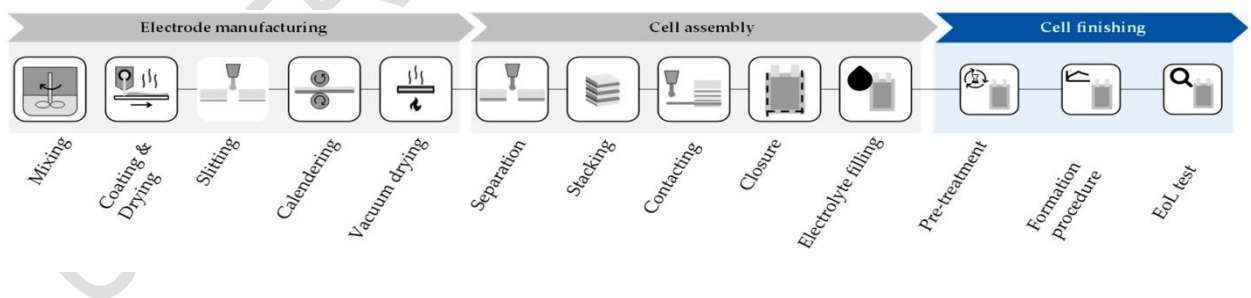 Electrode manufacturing
Cell assembly
Cell finishing
Mixing
Coating &
Drying
Slitting
Calendering
Vacuum drying
Separation
Stacking
Contacting
Closure
Electrolyte filling
Pre-treatment
Formation
procedure
EoL test